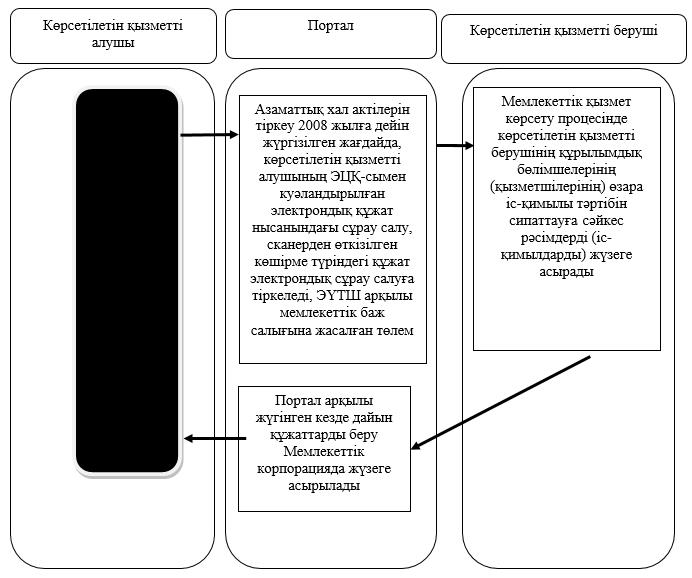 Көрсетілетін қызметті
алушы
Портал
Көрсетілетін қызметті беруші
Азаматтық хал актілерін
тіркеу 2008 жылға дейін
жүргізілген жағдайда,
көрсетілетін қызметті
алушының ЭЦҚ-сымен
куәландырылған
электрондық құжат
нысанындағы сұрау салу,
сканерден өткізілген
көшірме түріндегі құжат
электрондық сұрау салуға
тіркеледі, ЭҮТШ арқылы
мемлекеттік баж
салығына жасалған төлем
Мемлекеттік қызмет
көрсету процесінде
көрсетілетін қызметті
берушінің құрылымдық
бөлімшелерінің
(қызметшілерінің) өзара
іс-қимылы тәртібін
сипаттауға сәйкес
рәсімдерді (іс-
қимылдарды) жүзеге
асырады
Портал арқылы
жүгінген кезде дайын
құжаттарды беру
Мемлекеттік
корпорацияда жүзеге
асырылады